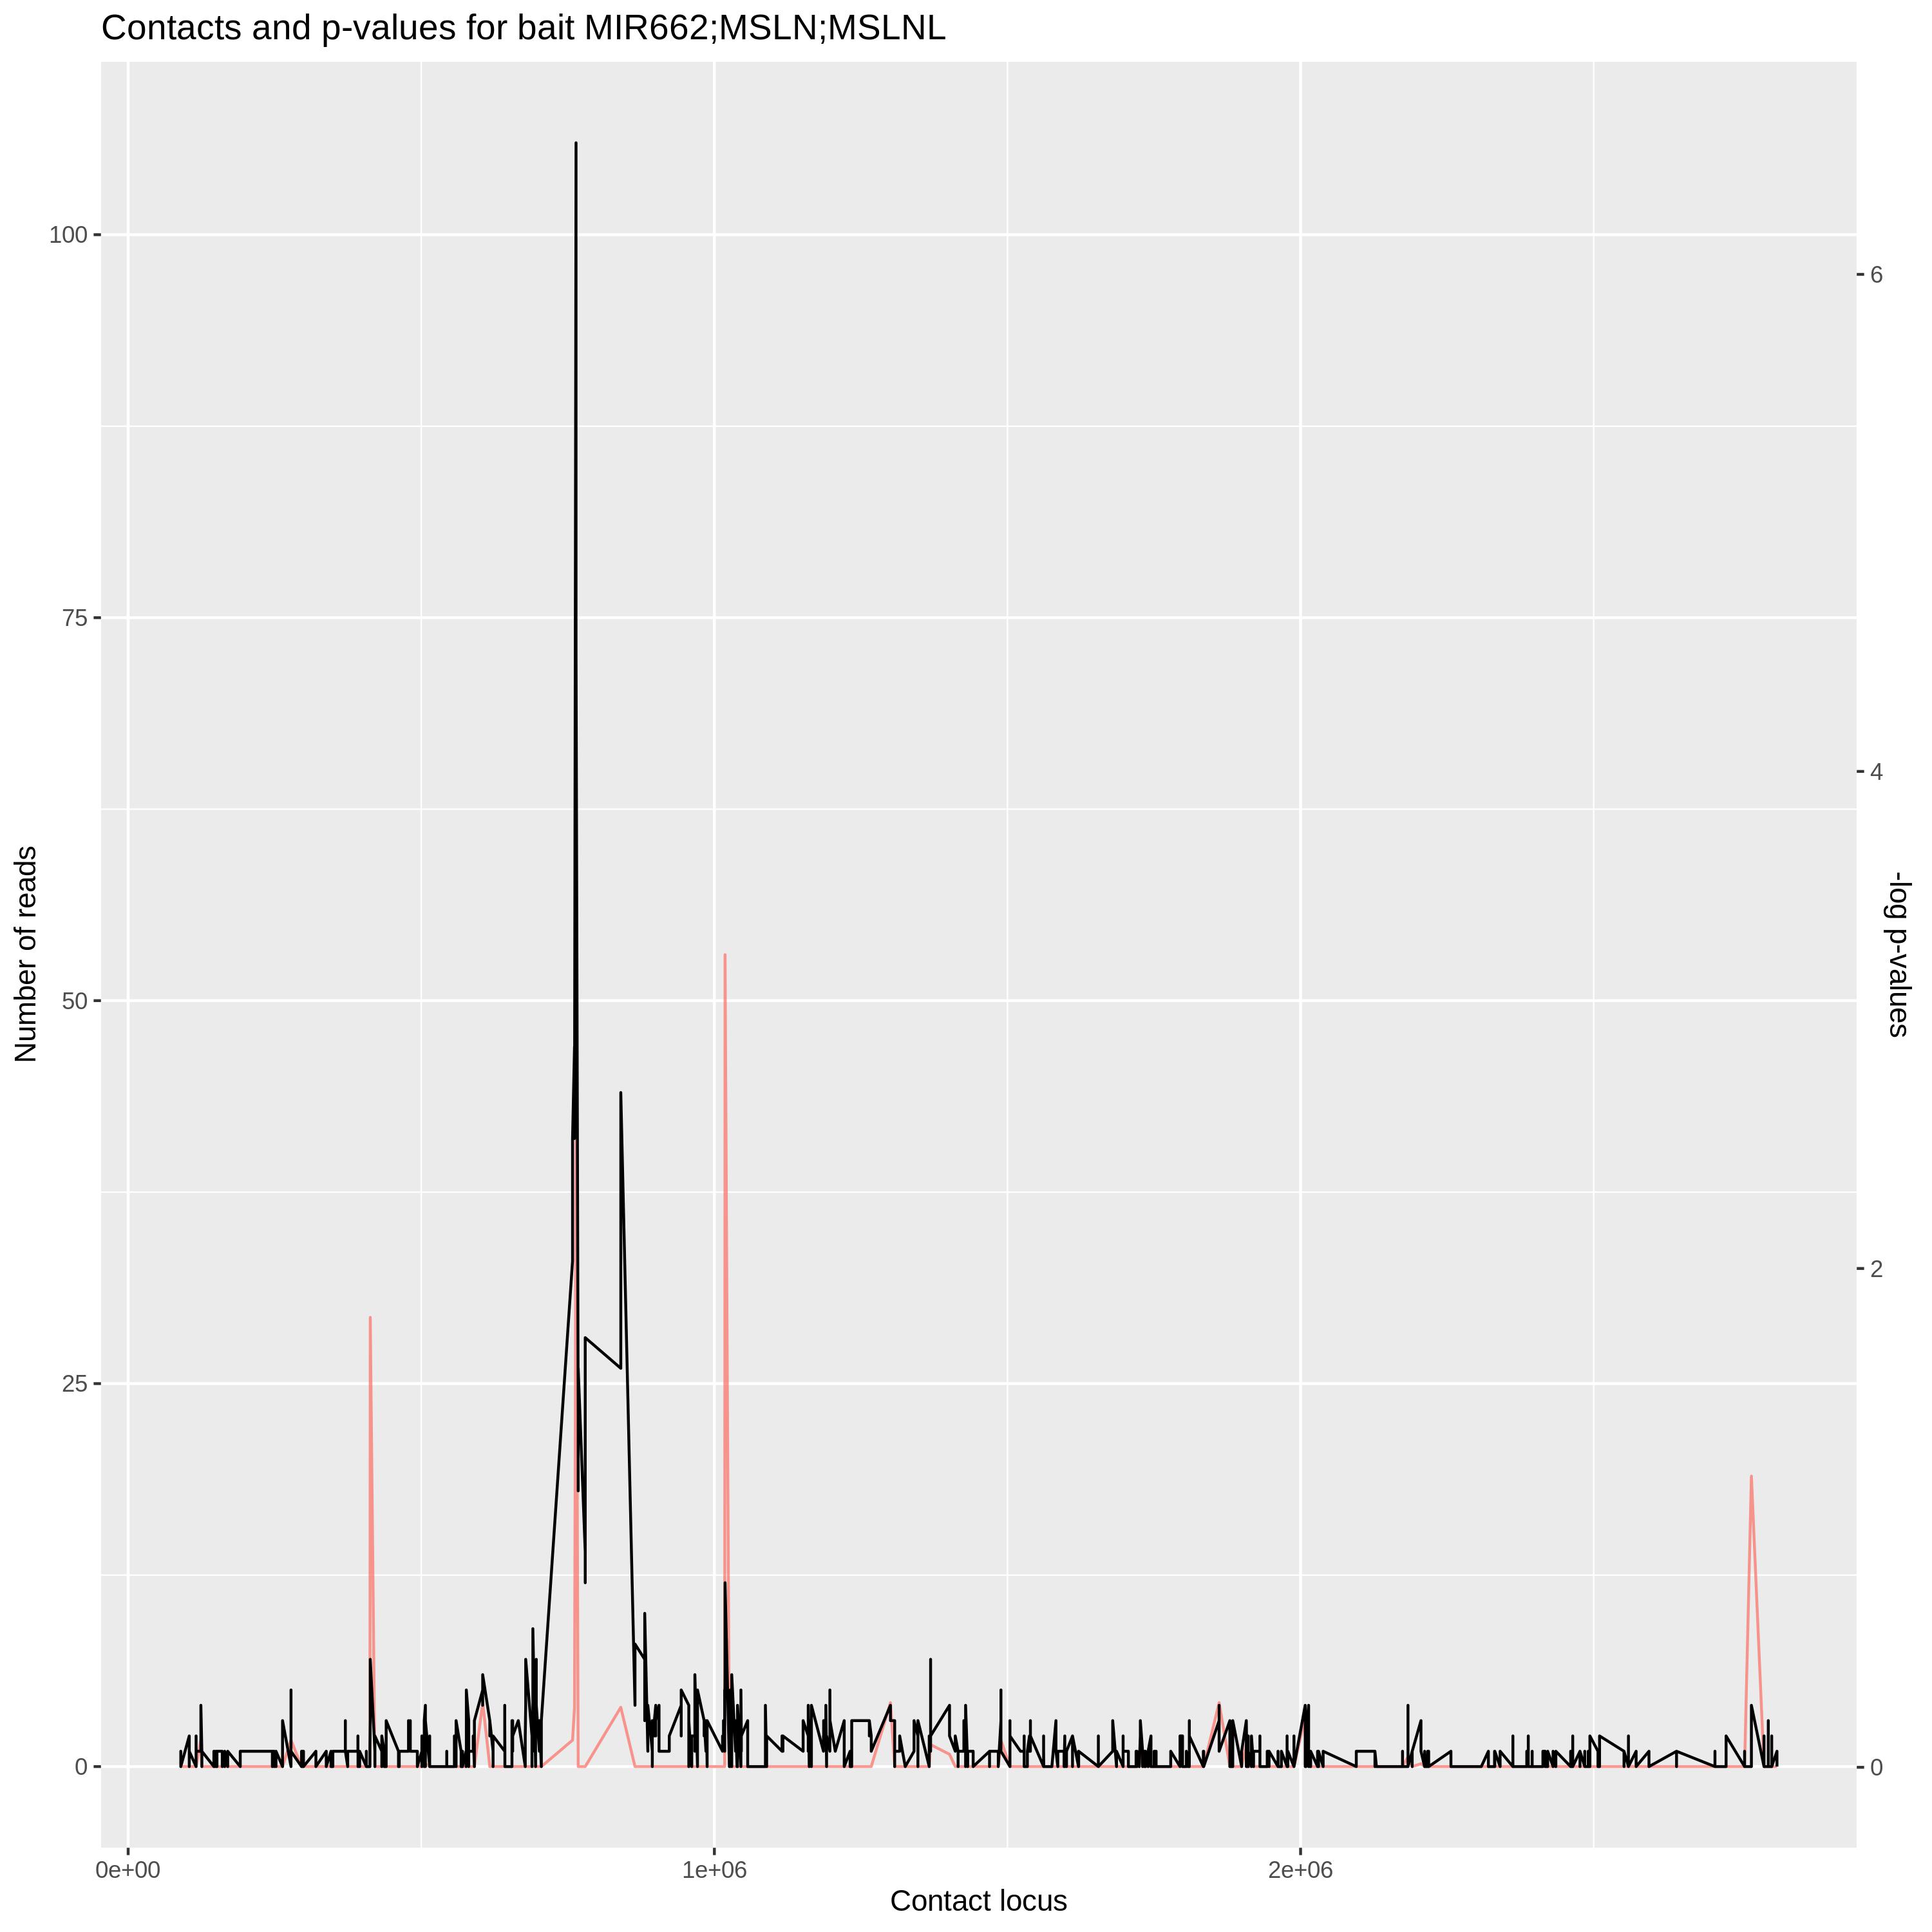 Contacts and p-values for bait MIR662;MSLN;MSLNL
100
75
50
25
0
Number of reads
6
4
2
0
-log p-values
0e+00
1e+06
2e+06
Contact locus